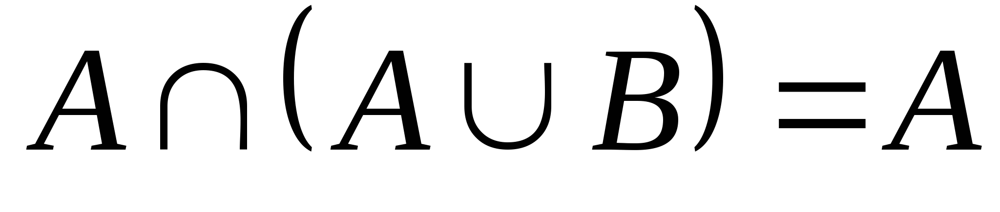 A ∩ (A ∪ B) = A